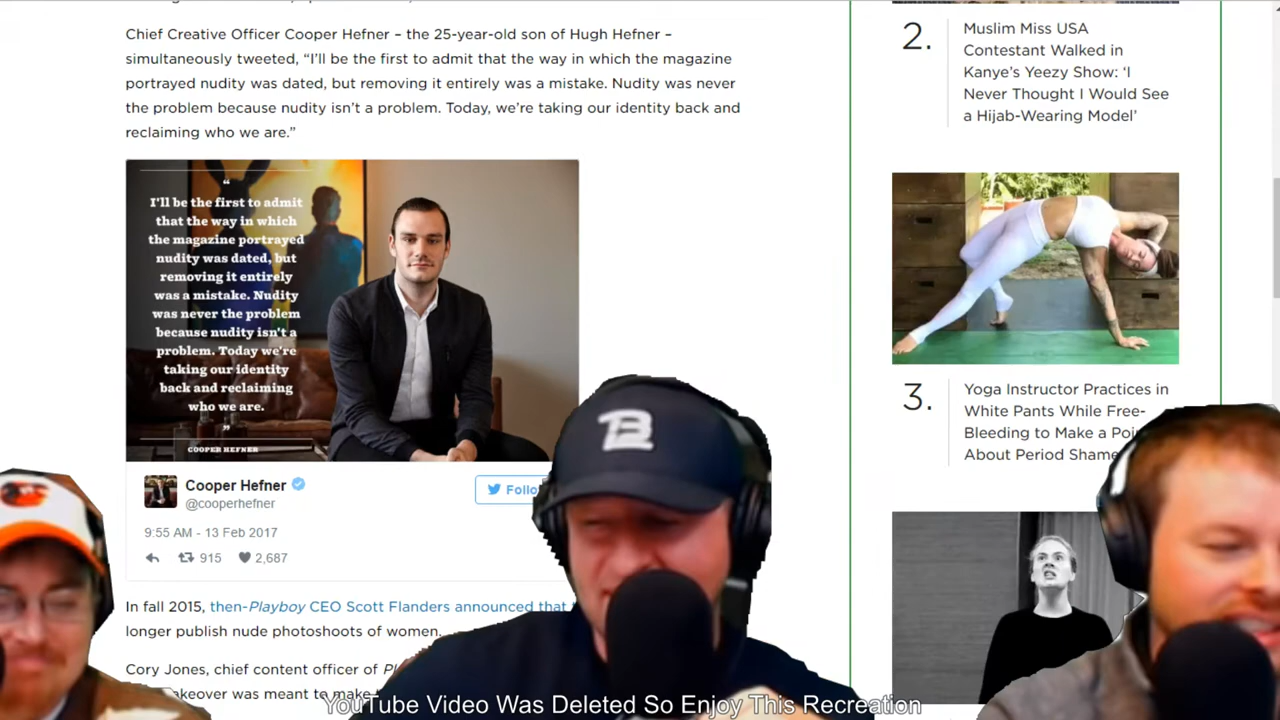 Chief Creative Officer Cooper Hefner – the 25-year-old son of Hugh Hefner –
simultaneously tweeted, “I’ll be the first to admit that the way in which the magazine
portrayed nudity was dated, but removing it entirely was a mistake. Nudity was never
the problem because nudity isn’t a problem. Today, we’re taking our identity back and
reclaiming who we are.”
“
I'll be the first to admit
that the way in which
the magazine portrayed
nudity was dated, but
removing it entirely
was a mistake. Nudity
was never the problem
because nudity isn't a
problem. Today we're
taking our identity
back and reclaiming
who we are.
”
COOPER HEFNER
Cooper Hefner
@cooperhefner
Follo
9:55 AM - 13 Feb 2017
915 2,687
In fall 2015, then-Playboy CEO Scott Flanders announced that
longer publish nude photoshoots of women.
Cory Jones, chief content officer of
makeover was meant to make
2.
Muslim Miss USA
Contestant Walked in
Kanye’s Yeezy Show: ‘I
Never Thought I Would See
a Hijab-Wearing Model’
3.
Yoga Instructor Practices in
White Pants While Free-
Bleeding to Make a Poi
About Period Shame
B
YouTube Video Was Deleted So Enjoy This Recreation